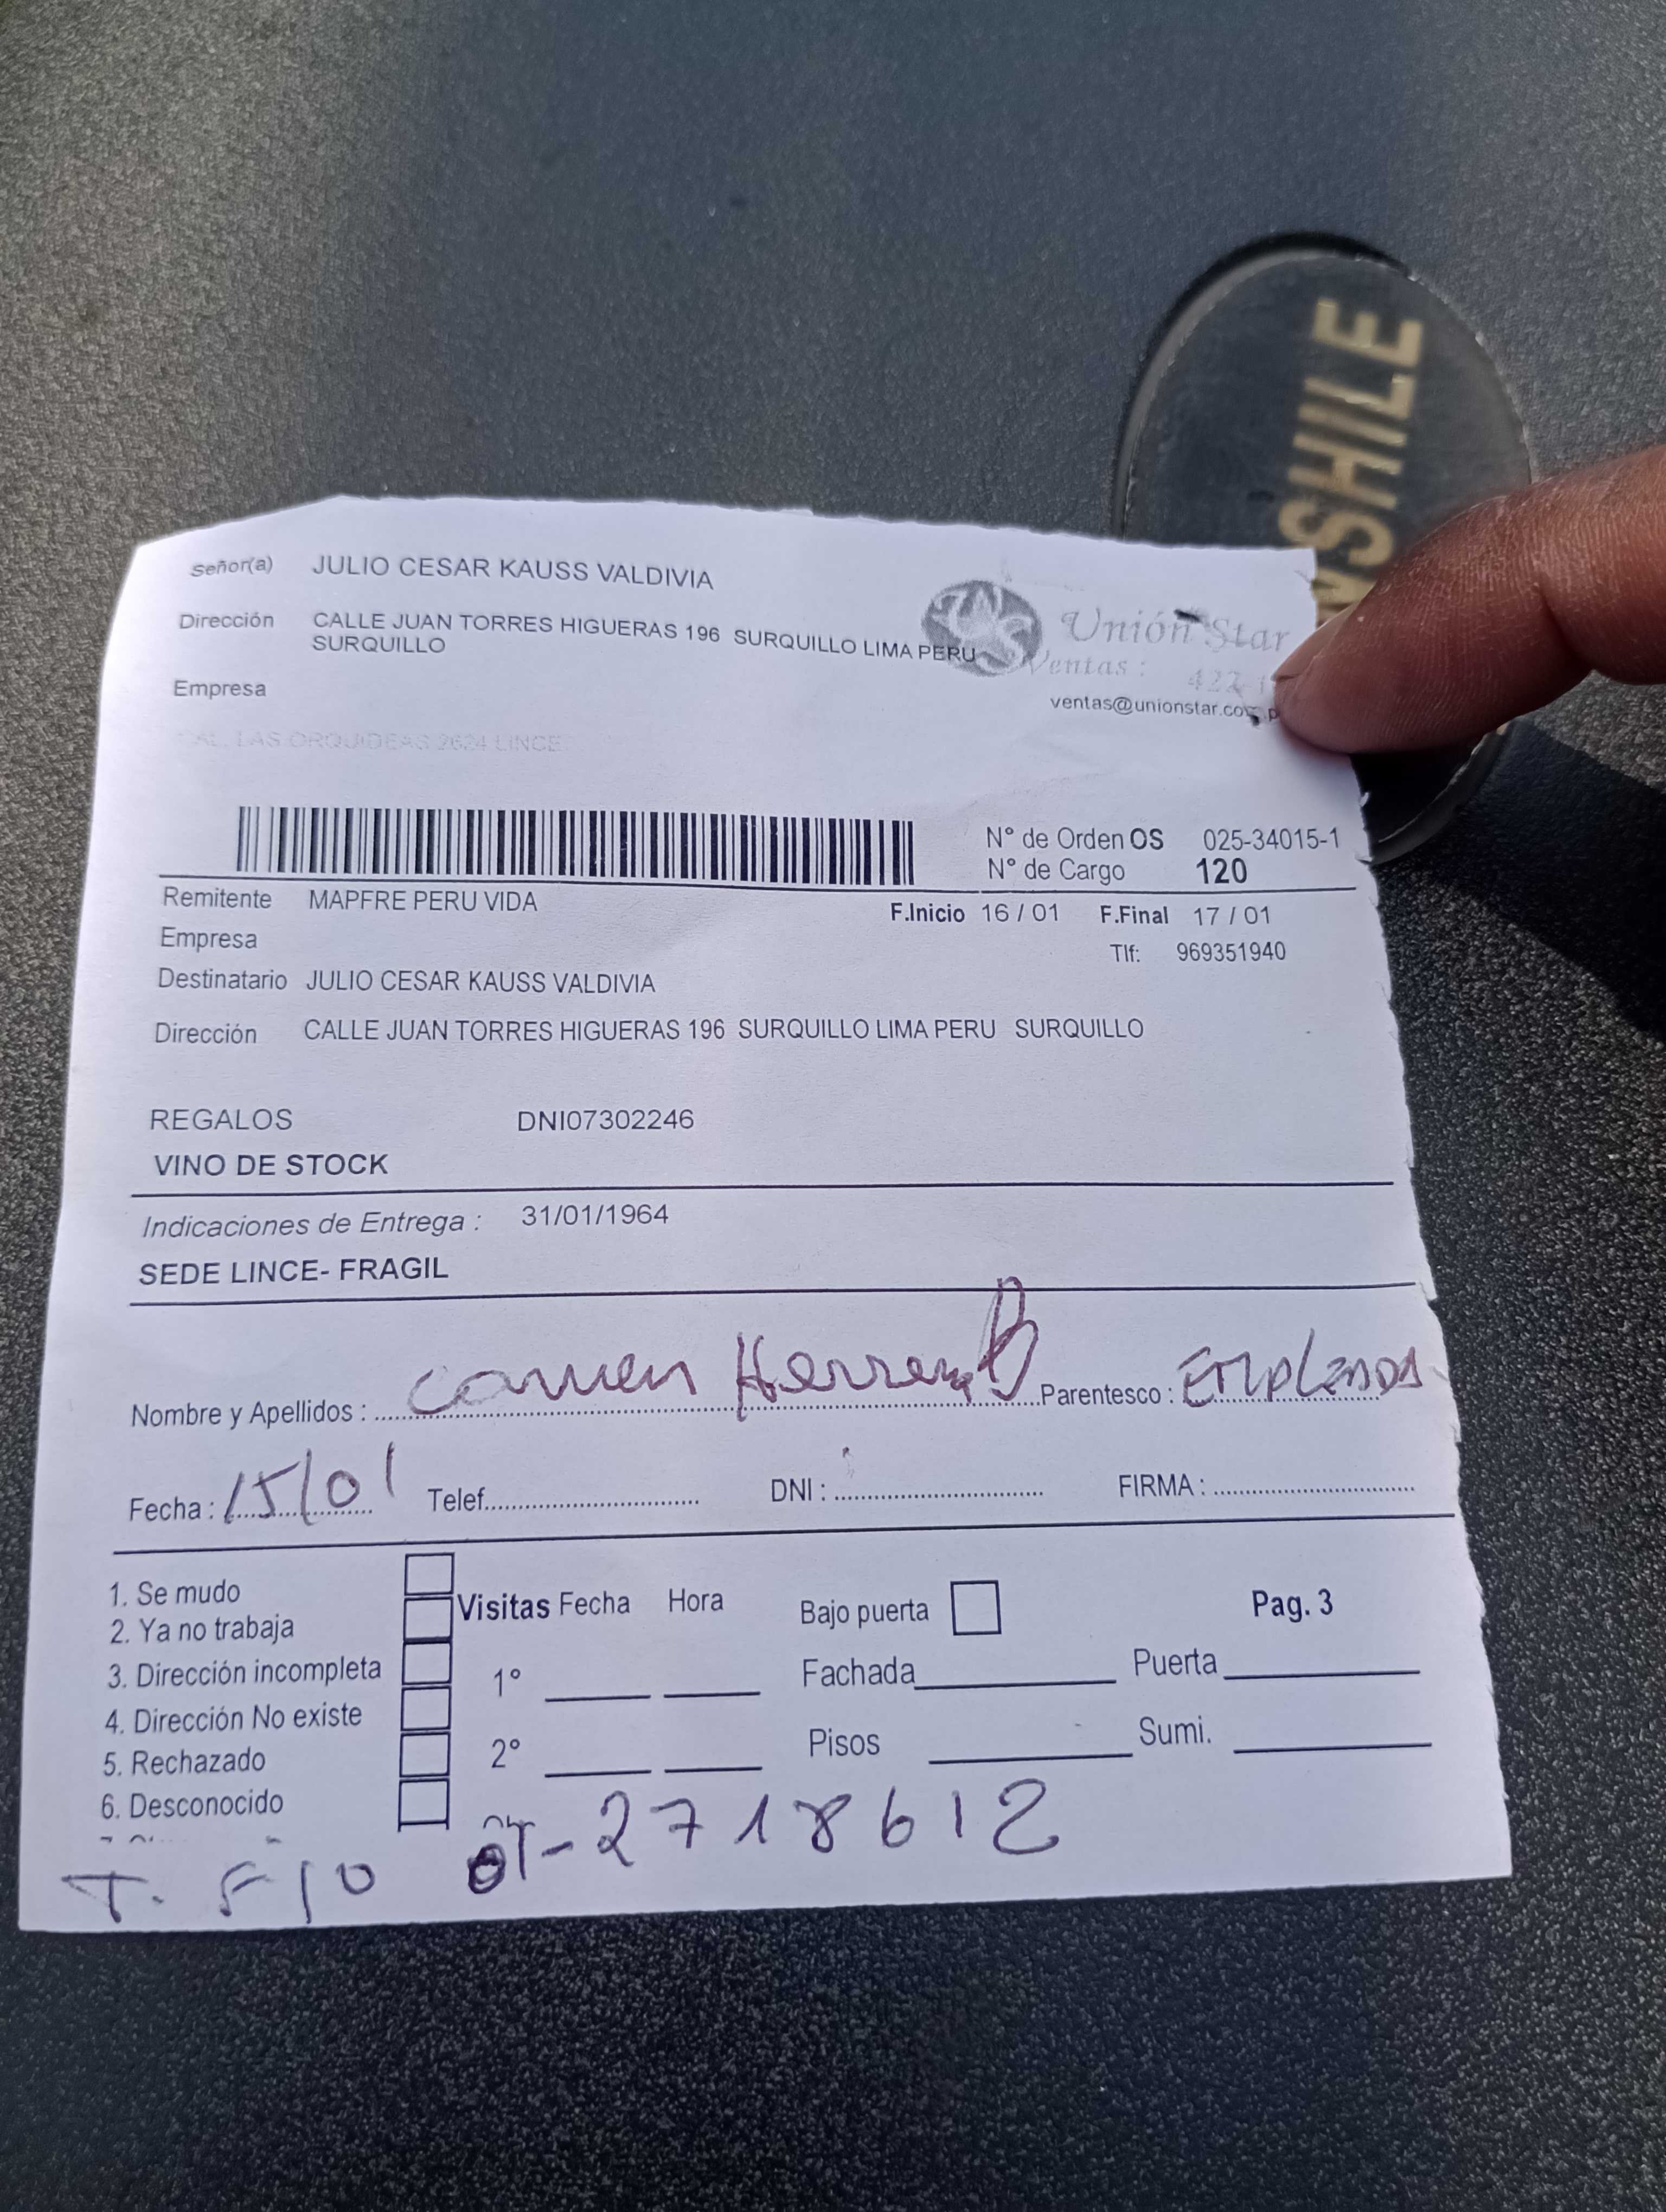 Señor(a) JULIO CESAR KAUSS VALDIVIA
Dirección CALLE JUAN TORRES HIGUERAS 196 SURQUILLO LIMA PERU
SURQUILLO
Unión Star
Ventas : 422-
ventas@unionstar.com.p
Empresa
CAL. LAS ORQUIDEAS 2624 LINCE
N° de Orden OS 025-34015-1
N° de Cargo 120
Remitente MAPFRE PERU VIDA
F.Inicio 16 / 01 F.Final 17 / 01
Empresa
Tlf: 969351940
Destinatario JULIO CESAR KAUSS VALDIVIA
Dirección CALLE JUAN TORRES HIGUERAS 196 SURQUILLO LIMA PERU SURQUILLO
REGALOS DNI07302246
VINO DE STOCK
Indicaciones de Entrega : 31/01/1964
SEDE LINCE- FRAGIL
Nombre y Apellidos : Carmen Herrera B Parentesco : Empleada
Fecha : 15/01 Telef. DNI : FIRMA :
1. Se mudo
2. Ya no trabaja
3. Dirección incompleta
4. Dirección No existe
5. Rechazado
6. Desconocido
Visitas Fecha Hora
1°
2°
Bajo puerta
Fachada
Pisos
Pag. 3
Puerta
Sumi.
T. F10 OT-2718612
NSHILE